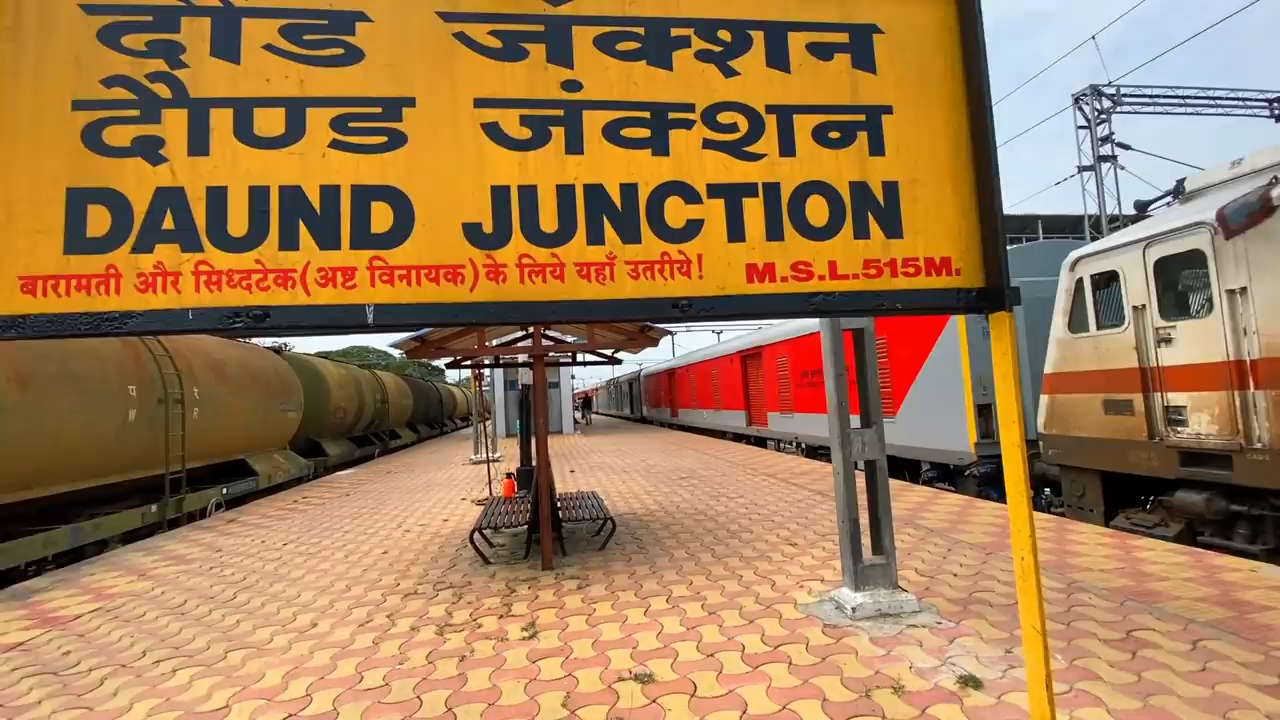 दौंड जंक्शन
दौण्ड जंक्शन
DAUND JUNCTION
बारामती और सिध्दटेक(अष्ट विनायक)के लिये यहाँ उतरीये! M.S.L.515M.
प रे
W R